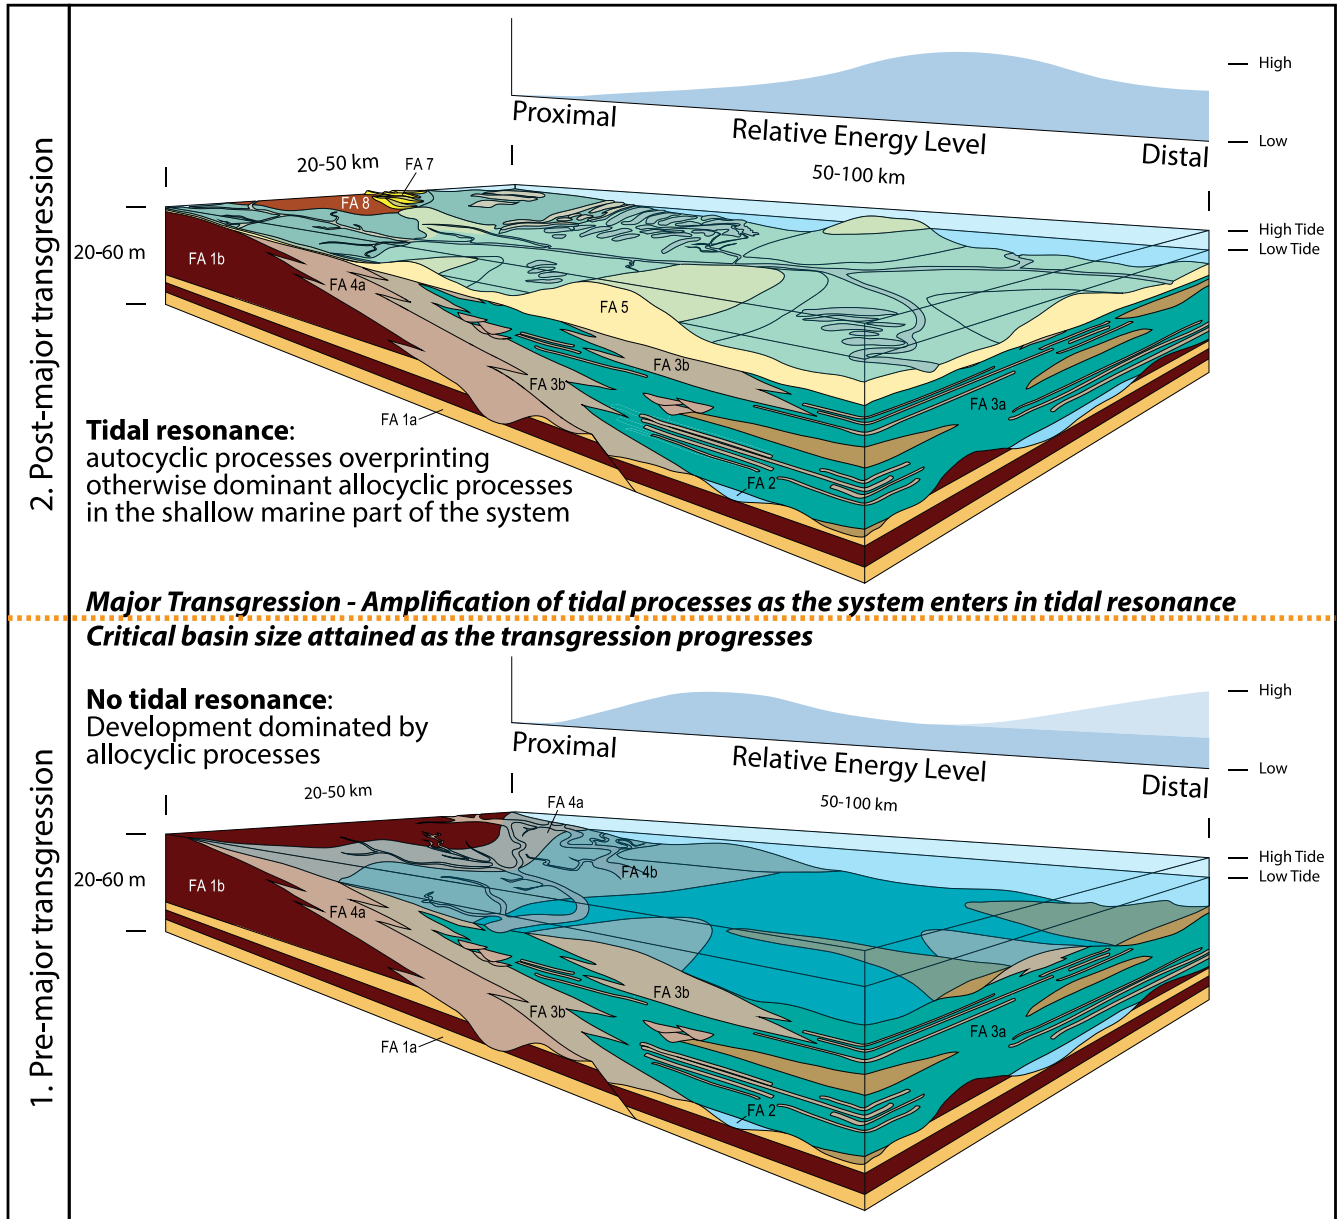 2. Post-major transgression
High
Low
Proximal
Relative Energy Level
Distal
20-50 km
50-100 km
FA 7
FA 8
High Tide
Low Tide
20-60 m
FA 1b
FA 4a
FA 5
FA 3b
FA 3b
FA 3a
FA 1a
FA 2
Tidal resonance:
autocyclic processes overprinting
otherwise dominant allocyclic processes
in the shallow marine part of the system
Major Transgression - Amplification of tidal processes as the system enters in tidal resonance
Critical basin size attained as the transgression progresses
1. Pre-major transgression
No tidal resonance:
Development dominated by
allocyclic processes
High
Low
Proximal
Relative Energy Level
Distal
20-50 km
50-100 km
FA 4a
FA 4b
High Tide
Low Tide
20-60 m
FA 1b
FA 4a
FA 3b
FA 3b
FA 3a
FA 1a
FA 2